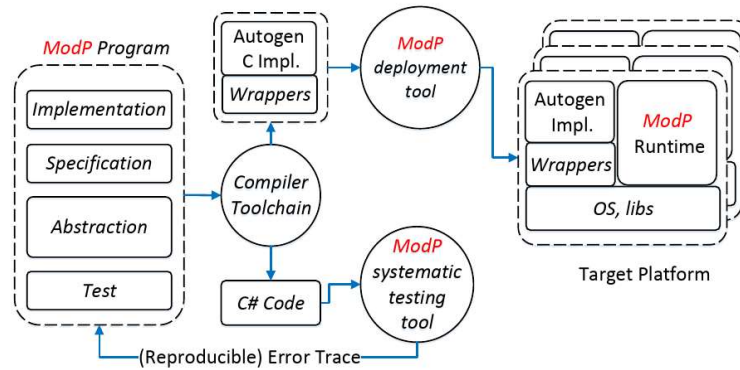 ModP Program
Implementation
Specification
Abstraction
Test
Autogen
C Impl.
Wrappers
Compiler
Toolchain
C# Code
ModP
deployment
tool
ModP
systematic
testing
tool
Autogen
Impl.
Wrappers
ModP
Runtime
OS, libs
Target Platform
(Reproducible) Error Trace